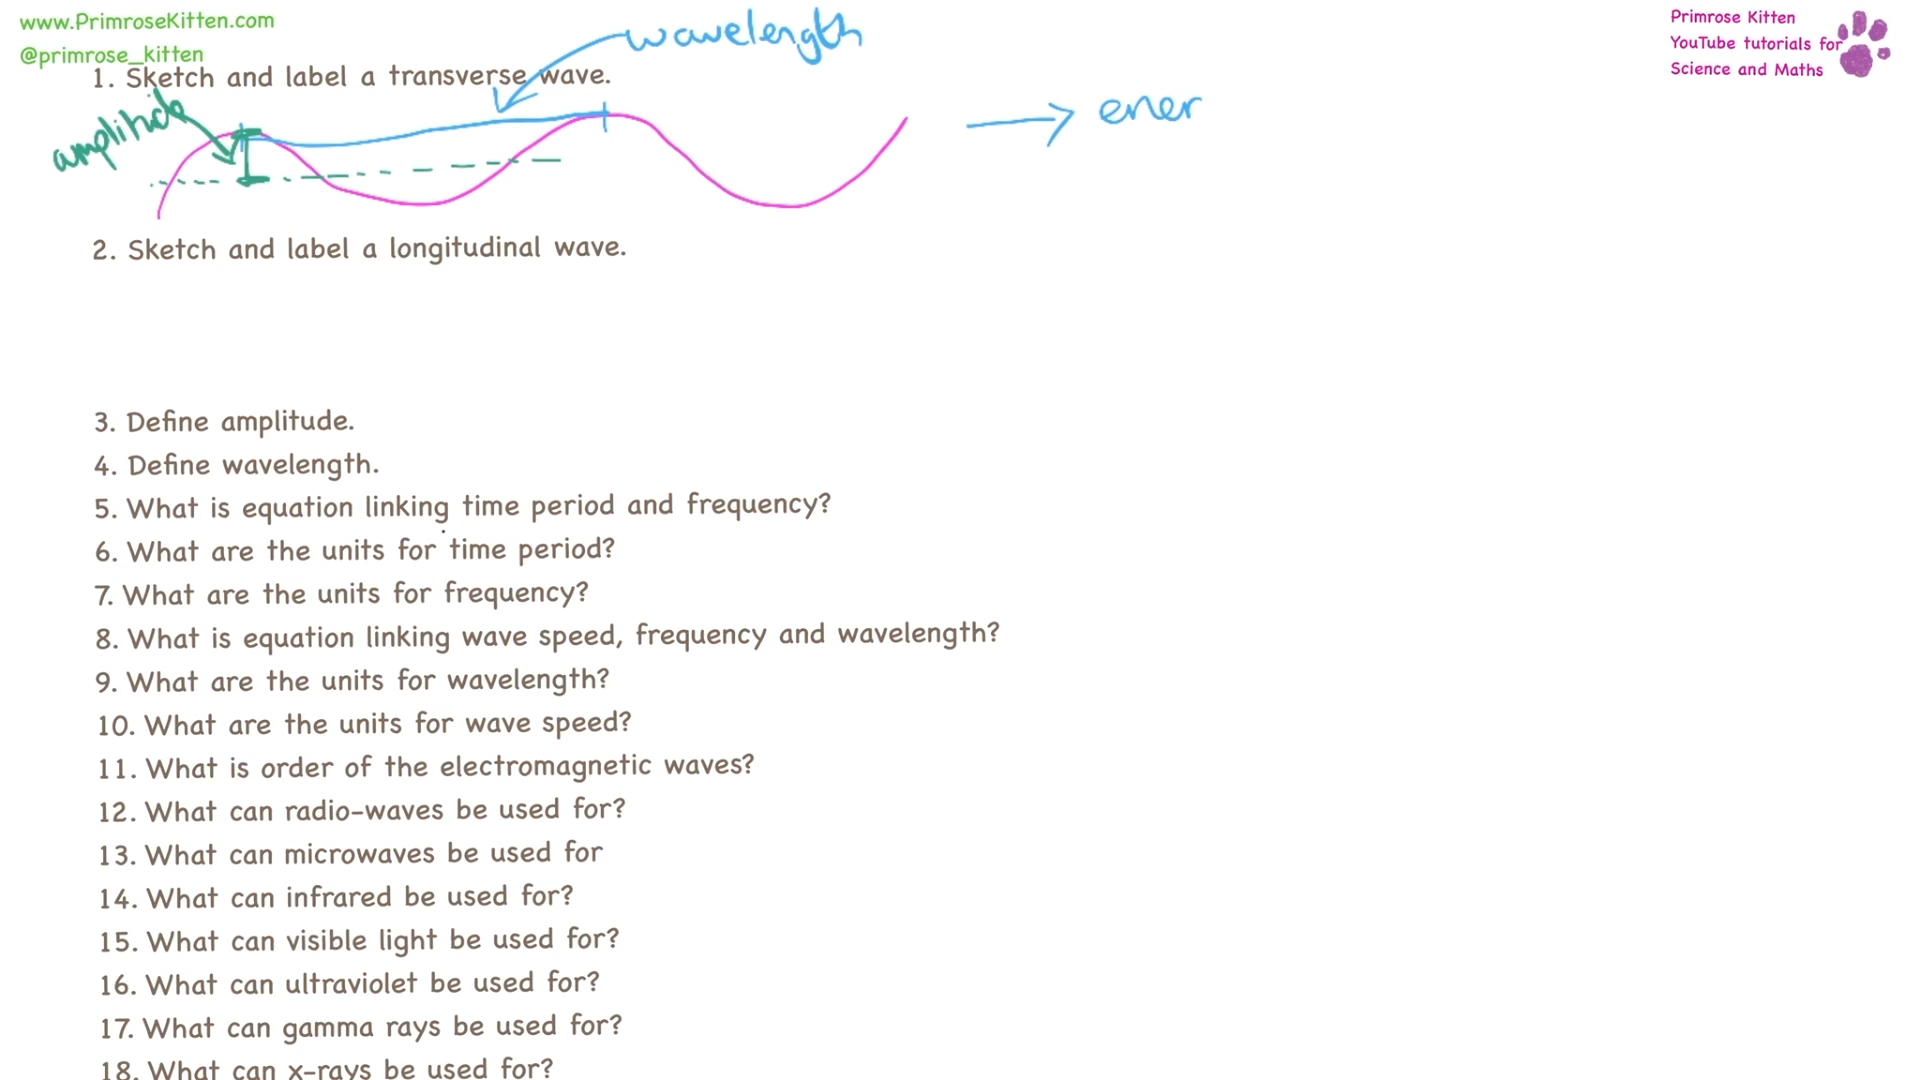 www.PrimroseKitten.com
@primrose_kitten
Primrose Kitten
YouTube tutorials for
Science and Maths
wavelength
1. Sketch and label a transverse wave.
amplitude
ener
2. Sketch and label a longitudinal wave.
3. Define amplitude.
4. Define wavelength.
5. What is equation linking time period and frequency?
6. What are the units for time period?
7. What are the units for frequency?
8. What is equation linking wave speed, frequency and wavelength?
9. What are the units for wavelength?
10. What are the units for wave speed?
11. What is order of the electromagnetic waves?
12. What can radio-waves be used for?
13. What can microwaves be used for
14. What can infrared be used for?
15. What can visible light be used for?
16. What can ultraviolet be used for?
17. What can gamma rays be used for?
18. What can x-rays be used for?